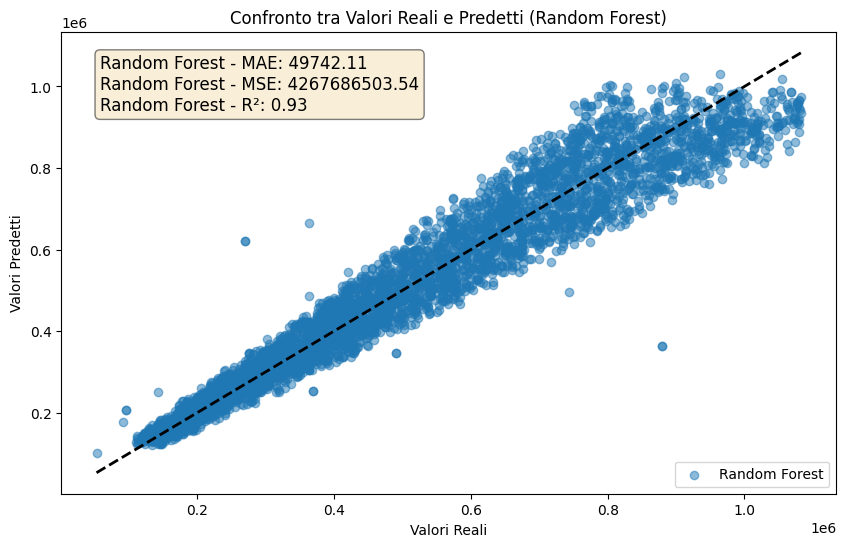 Confronto tra Valori Reali e Predetti (Random Forest)
1e6
Random Forest - MAE: 49742.11
Random Forest - MSE: 4267686503.54
Random Forest - R²: 0.93
1.0
0.8
0.6
0.4
0.2
Valori Predetti
Random Forest
0.2 0.4 0.6 0.8 1.0
1e6
Valori Reali